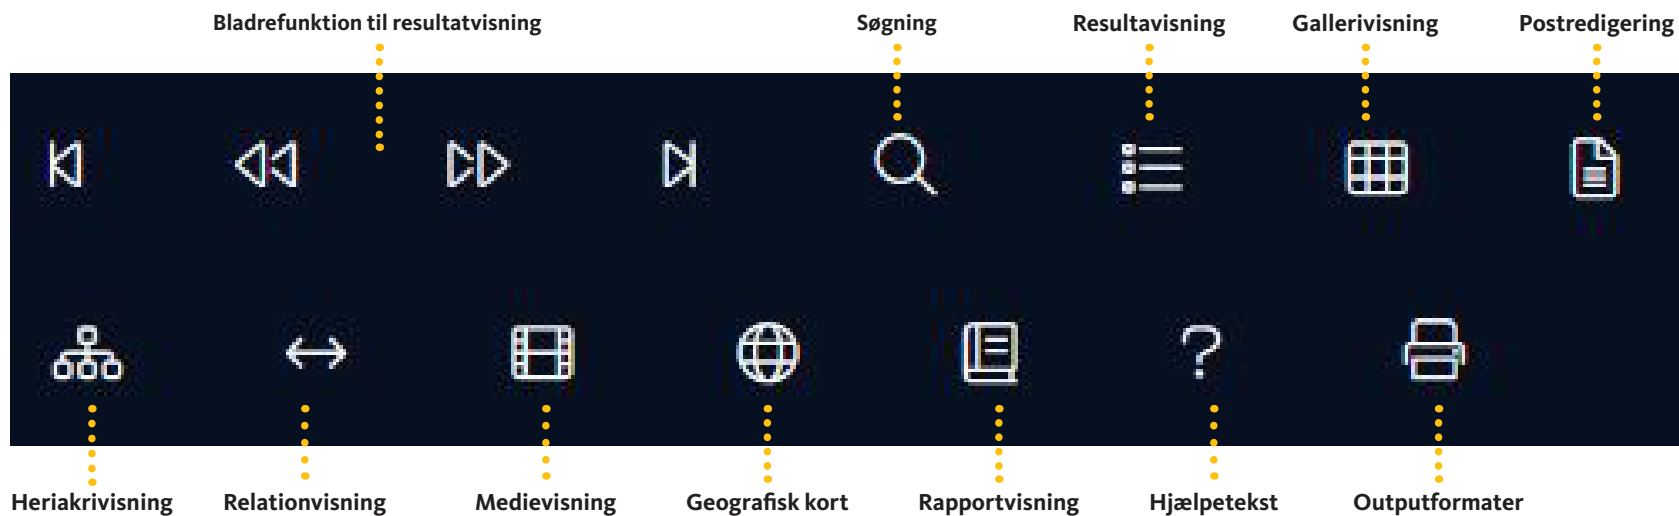 Bladrefunktion til resultatvisning
Søgning
Resultavisning
Gallerivisning
Postredigering
?
Heriakrivisning
Relationvisning
Medievisning
Geografisk kort
Rapportvisning
Hjælpetekst
Outputformater